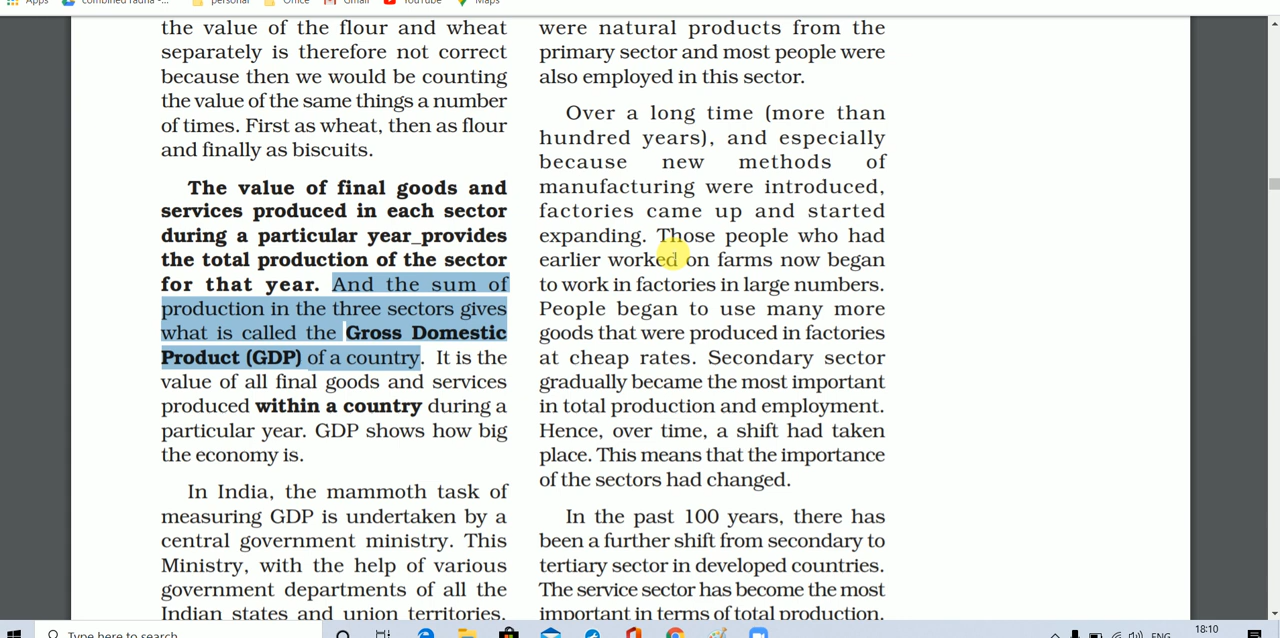 Apps
combined radha -...
personal
Office
Gmail
YouTube
Maps
the value of the flour and wheat
separately is therefore not correct
because then we would be counting
the value of the same things a number
of times. First as wheat, then as flour
and finally as biscuits.
The value of final goods and
services produced in each sector
during a particular year_provides
the total production of the sector
for that year. And the sum of
production in the three sectors gives
what is called the Gross Domestic
Product (GDP) of a country. It is the
value of all final goods and services
produced within a country during a
particular year. GDP shows how big
the economy is.
In India, the mammoth task of
measuring GDP is undertaken by a
central government ministry. This
Ministry, with the help of various
government departments of all the
Indian states and union territories,
were natural products from the
primary sector and most people were
also employed in this sector.
Over a long time (more than
hundred years), and especially
because new methods of
manufacturing were introduced,
factories came up and started
expanding. Those people who had
earlier worked on farms now began
to work in factories in large numbers.
People began to use many more
goods that were produced in factories
at cheap rates. Secondary sector
gradually became the most important
in total production and employment.
Hence, over time, a shift had taken
place. This means that the importance
of the sectors had changed.
In the past 100 years, there has
been a further shift from secondary to
tertiary sector in developed countries.
The service sector has become the most
important in terms of total production.
Type here to search
ENG
18:10